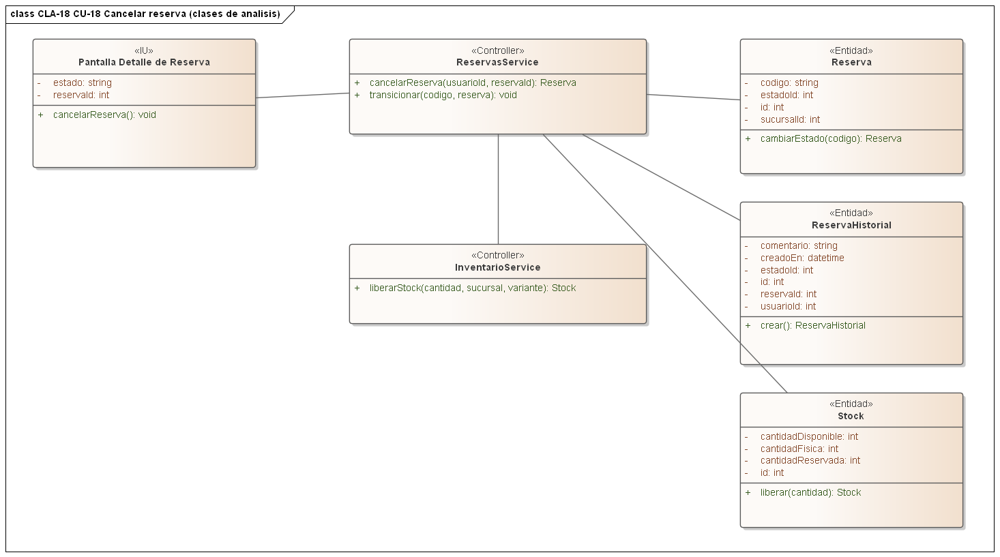 class CLA-18 CU-18 Cancelar reserva (clases de analisis)
«IU»
Pantalla Detalle de Reserva
- estado: string
- reservaId: int
+ cancelarReserva(): void
«Controller»
ReservasService
+ cancelarReserva(usuarioId, reservaId): Reserva
+ transicionar(codigo, reserva): void
«Entidad»
Reserva
- codigo: string
- estadoId: int
- id: int
- sucursalId: int
+ cambiarEstado(codigo): Reserva
«Controller»
InventarioService
+ liberarStock(cantidad, sucursal, variante): Stock
«Entidad»
ReservaHistorial
- comentario: string
- creadoEn: datetime
- estadoId: int
- id: int
- reservaId: int
- usuarioId: int
+ crear(): ReservaHistorial
«Entidad»
Stock
- cantidadDisponible: int
- cantidadFisica: int
- cantidadReservada: int
- id: int
+ liberar(cantidad): Stock